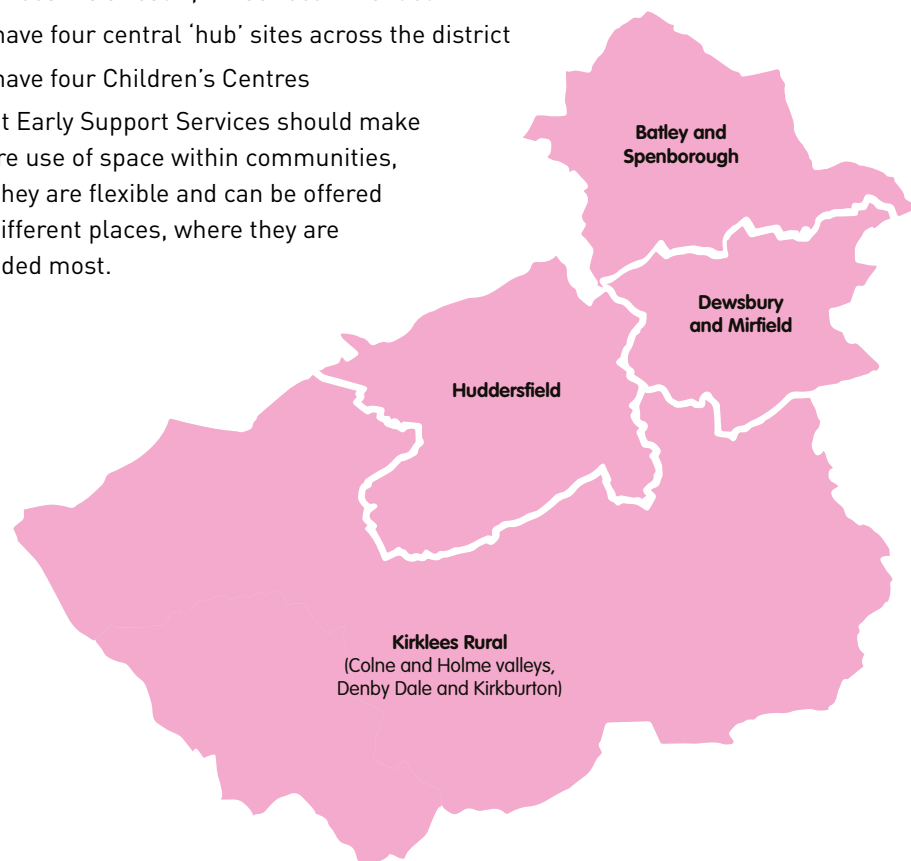 have four central ‘hub’ sites across the district
have four Children’s Centres
t Early Support Services should make
re use of space within communities,
hey are flexible and can be offered
ifferent places, where they are
ded most.
Batley and
Spenborough
Dewsbury
and Mirfield
Huddersfield
Kirklees Rural
(Colne and Holme valleys,
Denby Dale and Kirkburton)